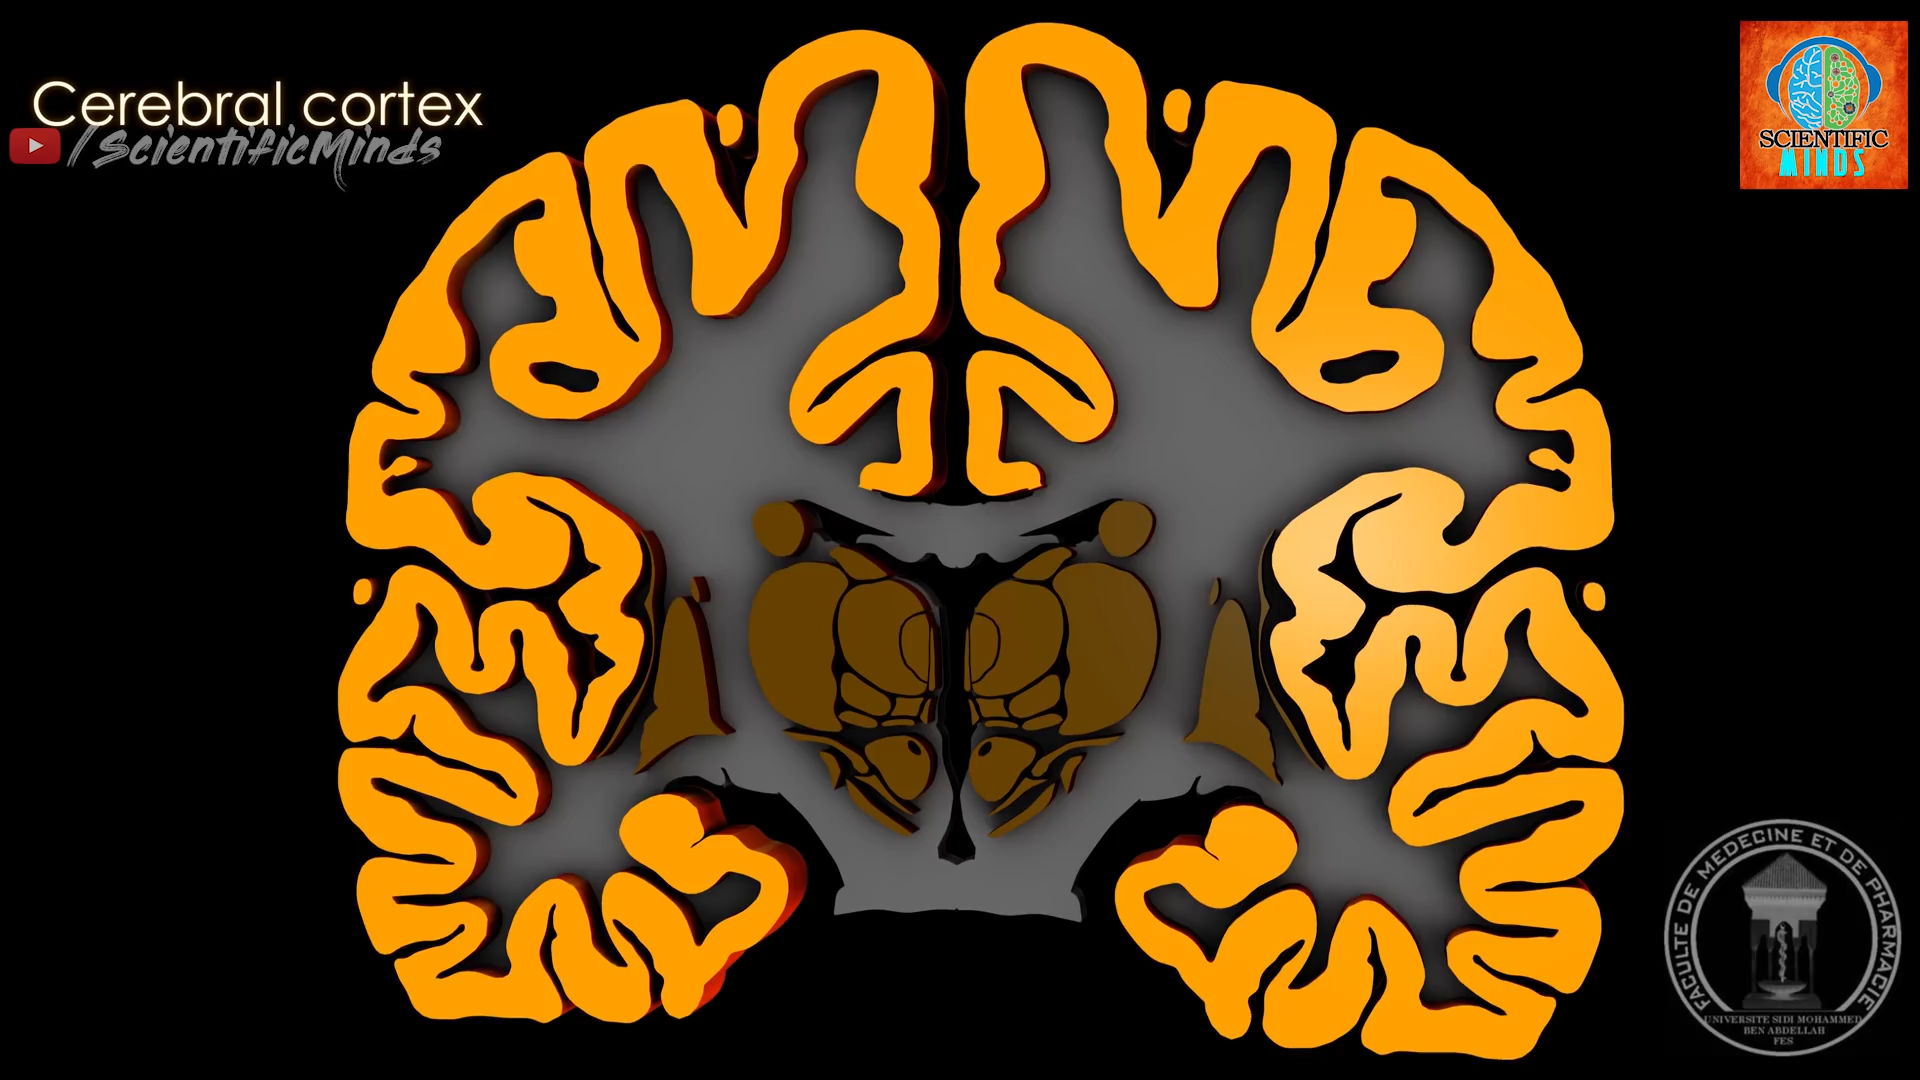 Cerebral cortex
/ScientificMinds
SCIENTIFIC
MINDS
FACULTE DE MEDECINE ET DE PHARMACIE
UNIVERSITE SIDI MOHAMMED
BEN ABDELLAH
FES